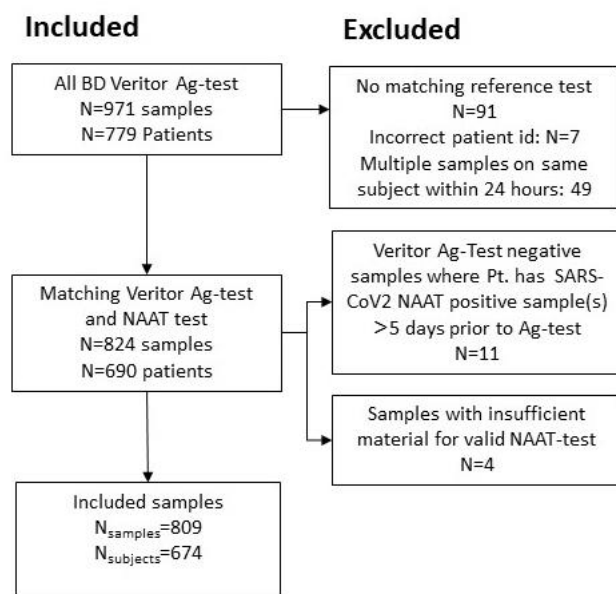 Included
Excluded
All BD Veritor Ag-test
N=971 samples
N=779 Patients
No matching reference test
N=91
Incorrect patient id: N=7
Multiple samples on same
subject within 24 hours: 49
Matching Veritor Ag-test
and NAAT test
N=824 samples
N=690 patients
Veritor Ag-Test negative
samples where Pt. has SARS-
CoV2 NAAT positive sample(s)
>5 days prior to Ag-test
N=11
Samples with insufficient
material for valid NAAT-test
N=4
Included samples
Nsamples=809
Nsubjects=674